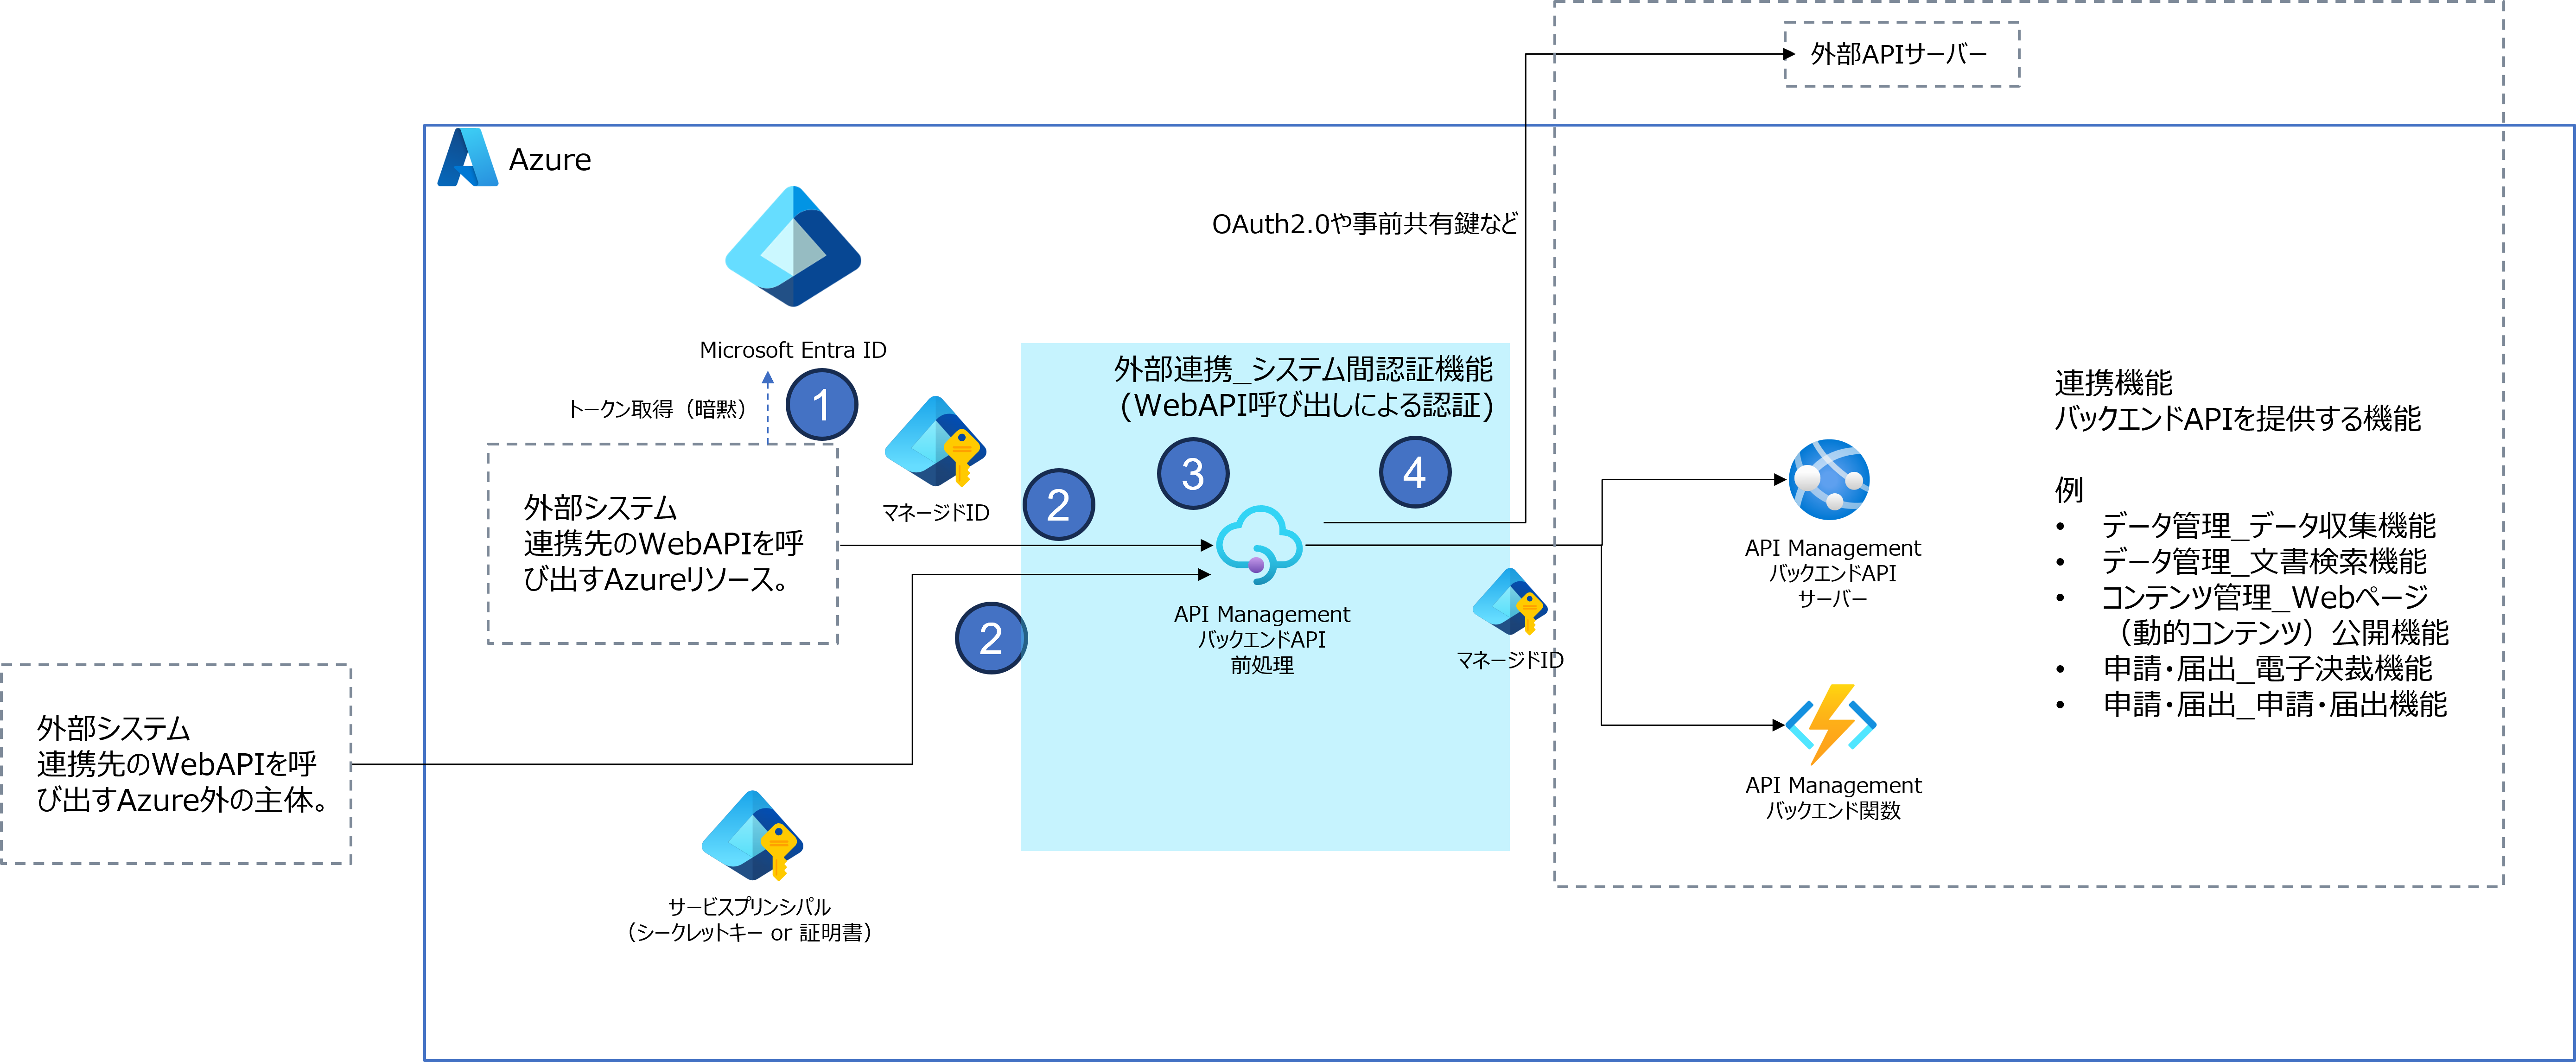 外部APIサーバー
Azure
OAuth2.0や事前共有鍵など
Microsoft Entra ID
1
トークン取得（暗黙）
マネージドID
外部システム
連携先のWebAPIを呼
び出すAzureリソース。
外部連携_システム間認証機能
(WebAPI呼び出しによる認証)
2
3
4
2
API Management
バックエンドAPI
前処理
マネージドID
外部システム
連携先のWebAPIを呼
び出すAzure外の主体。
サービスプリンシパル
（シークレットキー or 証明書）
API Management
バックエンドAPI
サーバー
API Management
バックエンド関数
連携機能
バックエンドAPIを提供する機能
例
• データ管理_データ収集機能
• データ管理_文書検索機能
• コンテンツ管理_Webページ
（動的コンテンツ）公開機能
• 申請・届出_電子決裁機能
• 申請・届出_申請・届出機能